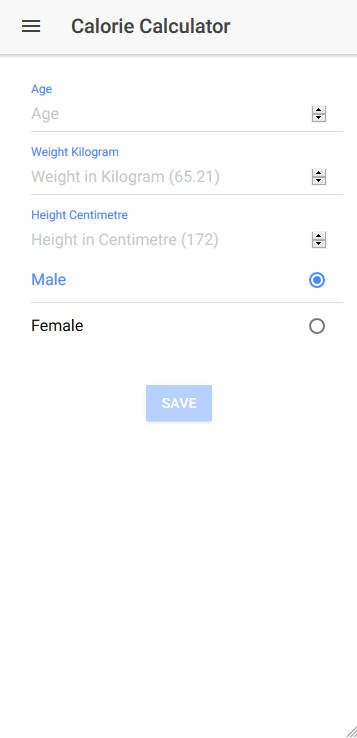 Calorie Calculator
Age
Age
Weight Kilogram
Weight in Kilogram (65.21)
Height Centimetre
Height in Centimetre (172)
Male
Female
SAVE